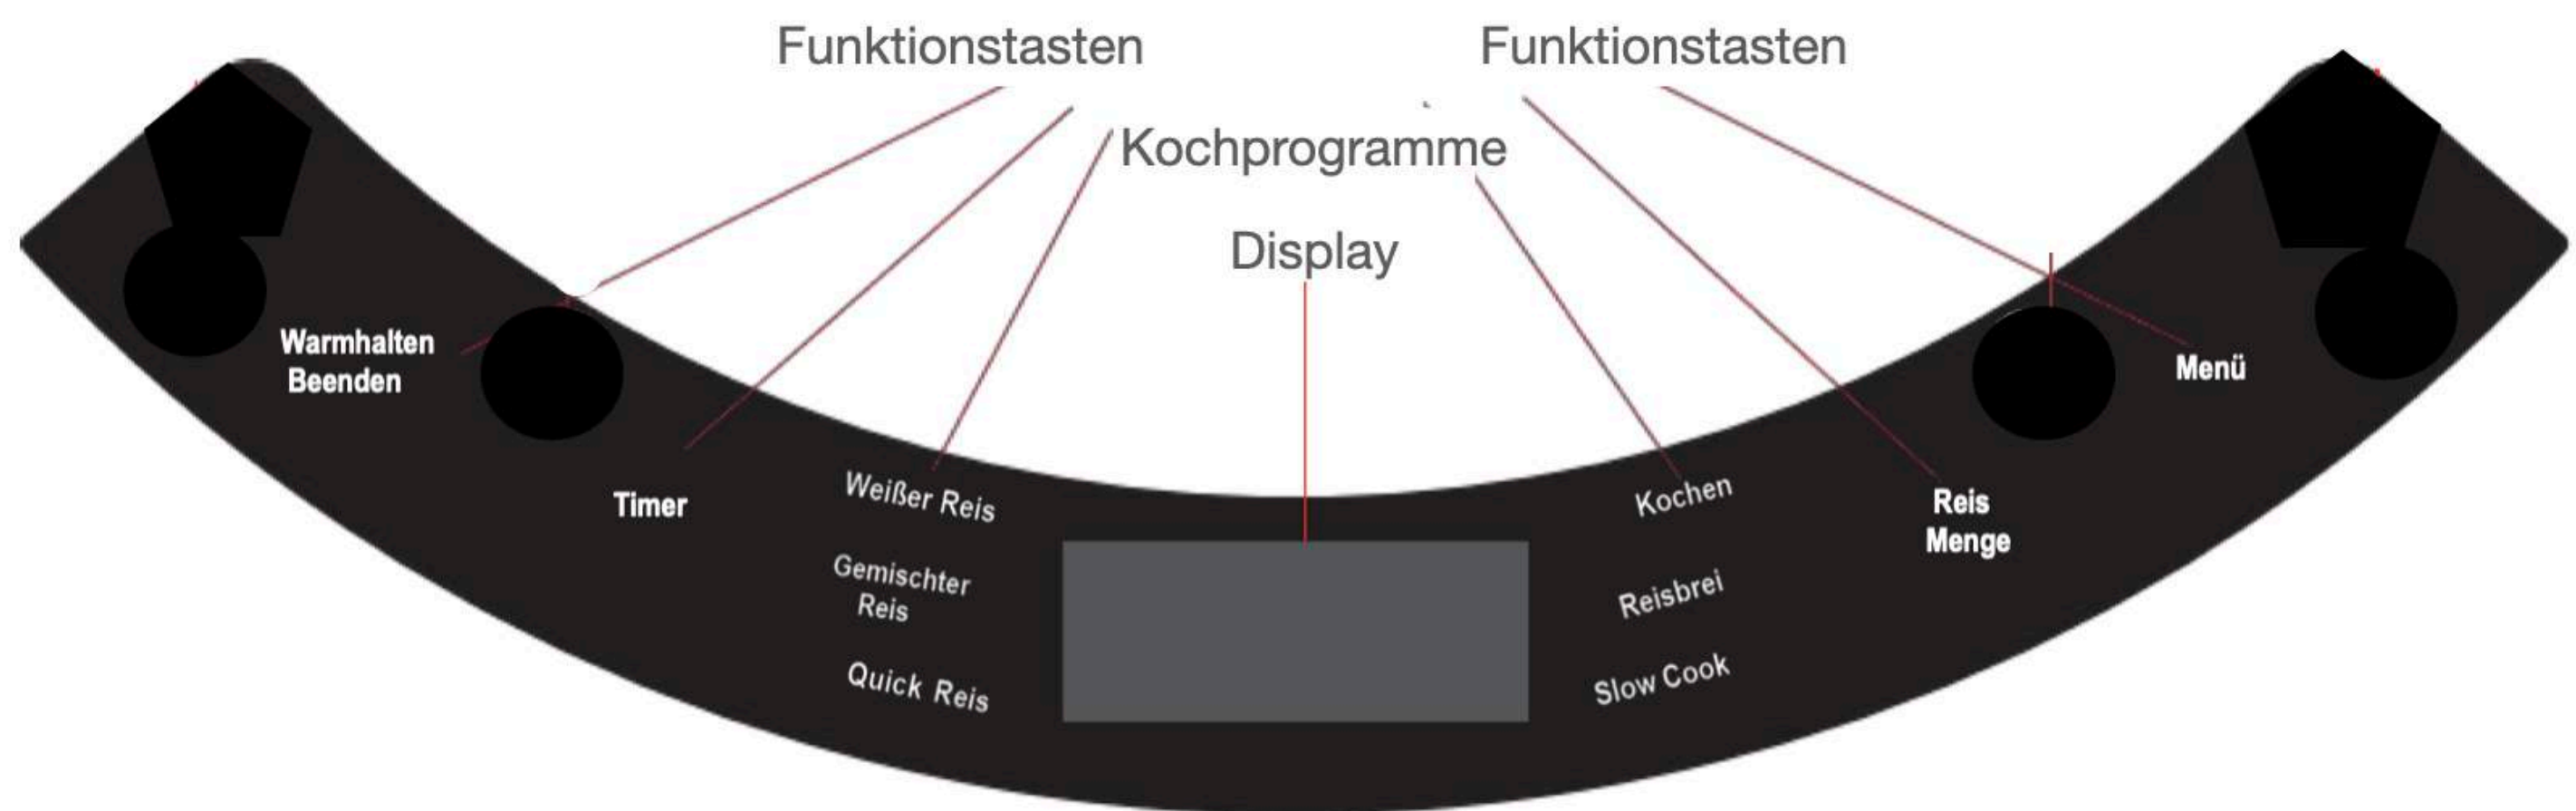 Funktionstasten
Funktionstasten
Kochprogramme
Display
Warmhalten
Beenden
Timer
Weißer Reis
Gemischter
Reis
Quick Reis
Kochen
Reisbrei
Slow Cook
Reis
Menge
Menü